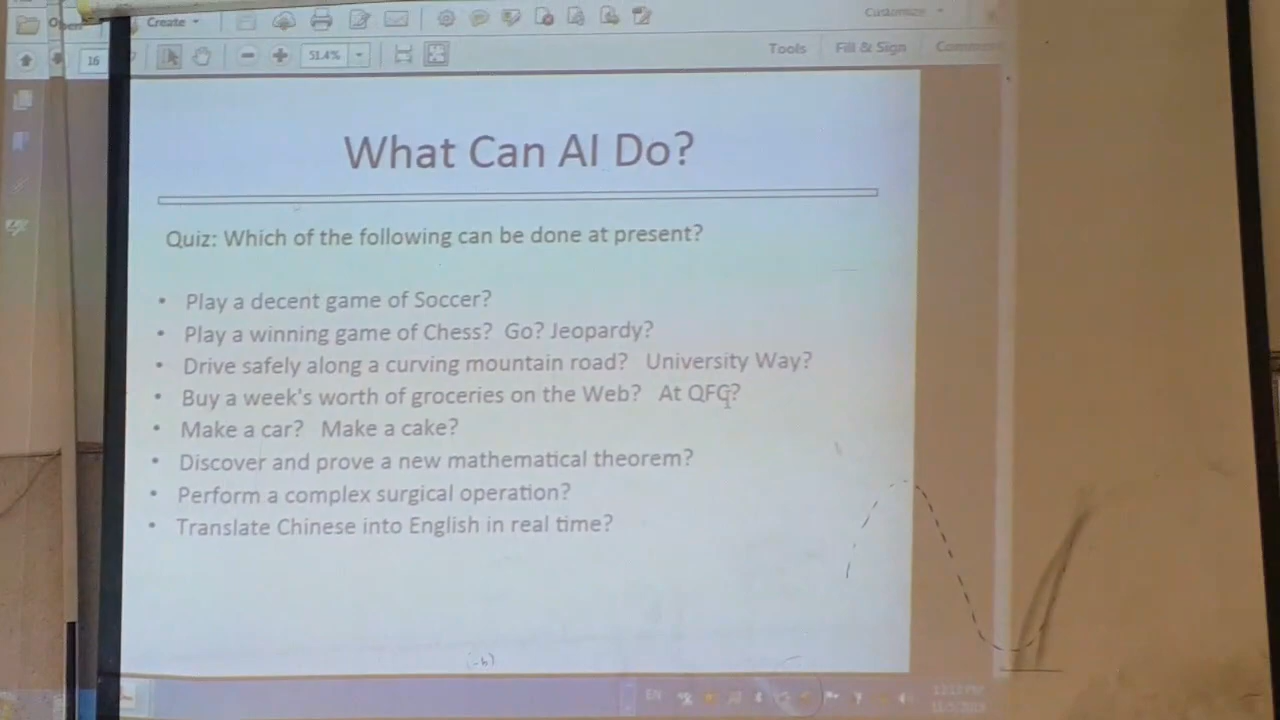 Create
Customize
16
51.4%
Tools Fill & Sign Comment
What Can AI Do?
Quiz: Which of the following can be done at present?
• Play a decent game of Soccer?
• Play a winning game of Chess? Go? Jeopardy?
• Drive safely along a curving mountain road? University Way?
• Buy a week's worth of groceries on the Web? At QFC?
• Make a car? Make a cake?
• Discover and prove a new mathematical theorem?
• Perform a complex surgical operation?
• Translate Chinese into English in real time?
EN